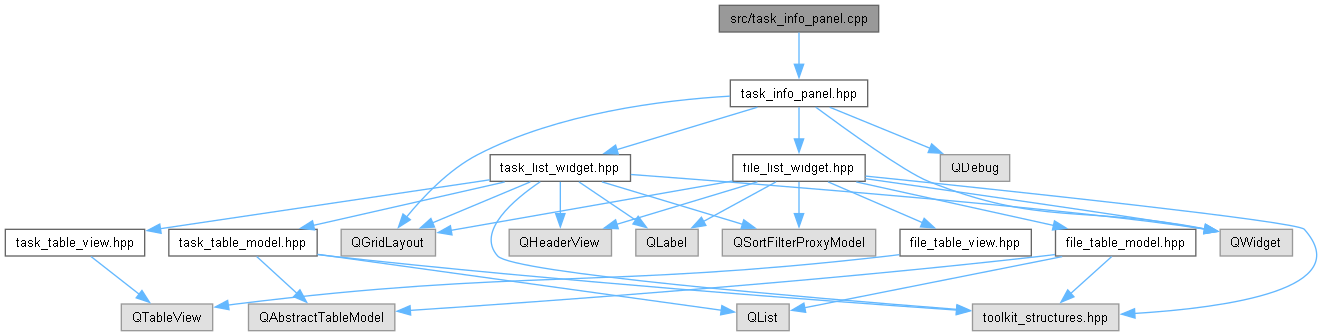 src/task_info_panel.cpp
task_info_panel.hpp
task_list_widget.hpp
file_list_widget.hpp
QDebug
task_table_view.hpp
task_table_model.hpp
QGridLayout
QHeaderView
QLabel
QSortFilterProxyModel
file_table_view.hpp
file_table_model.hpp
QWidget
QTableView
QAbstractTableModel
QList
toolkit_structures.hpp